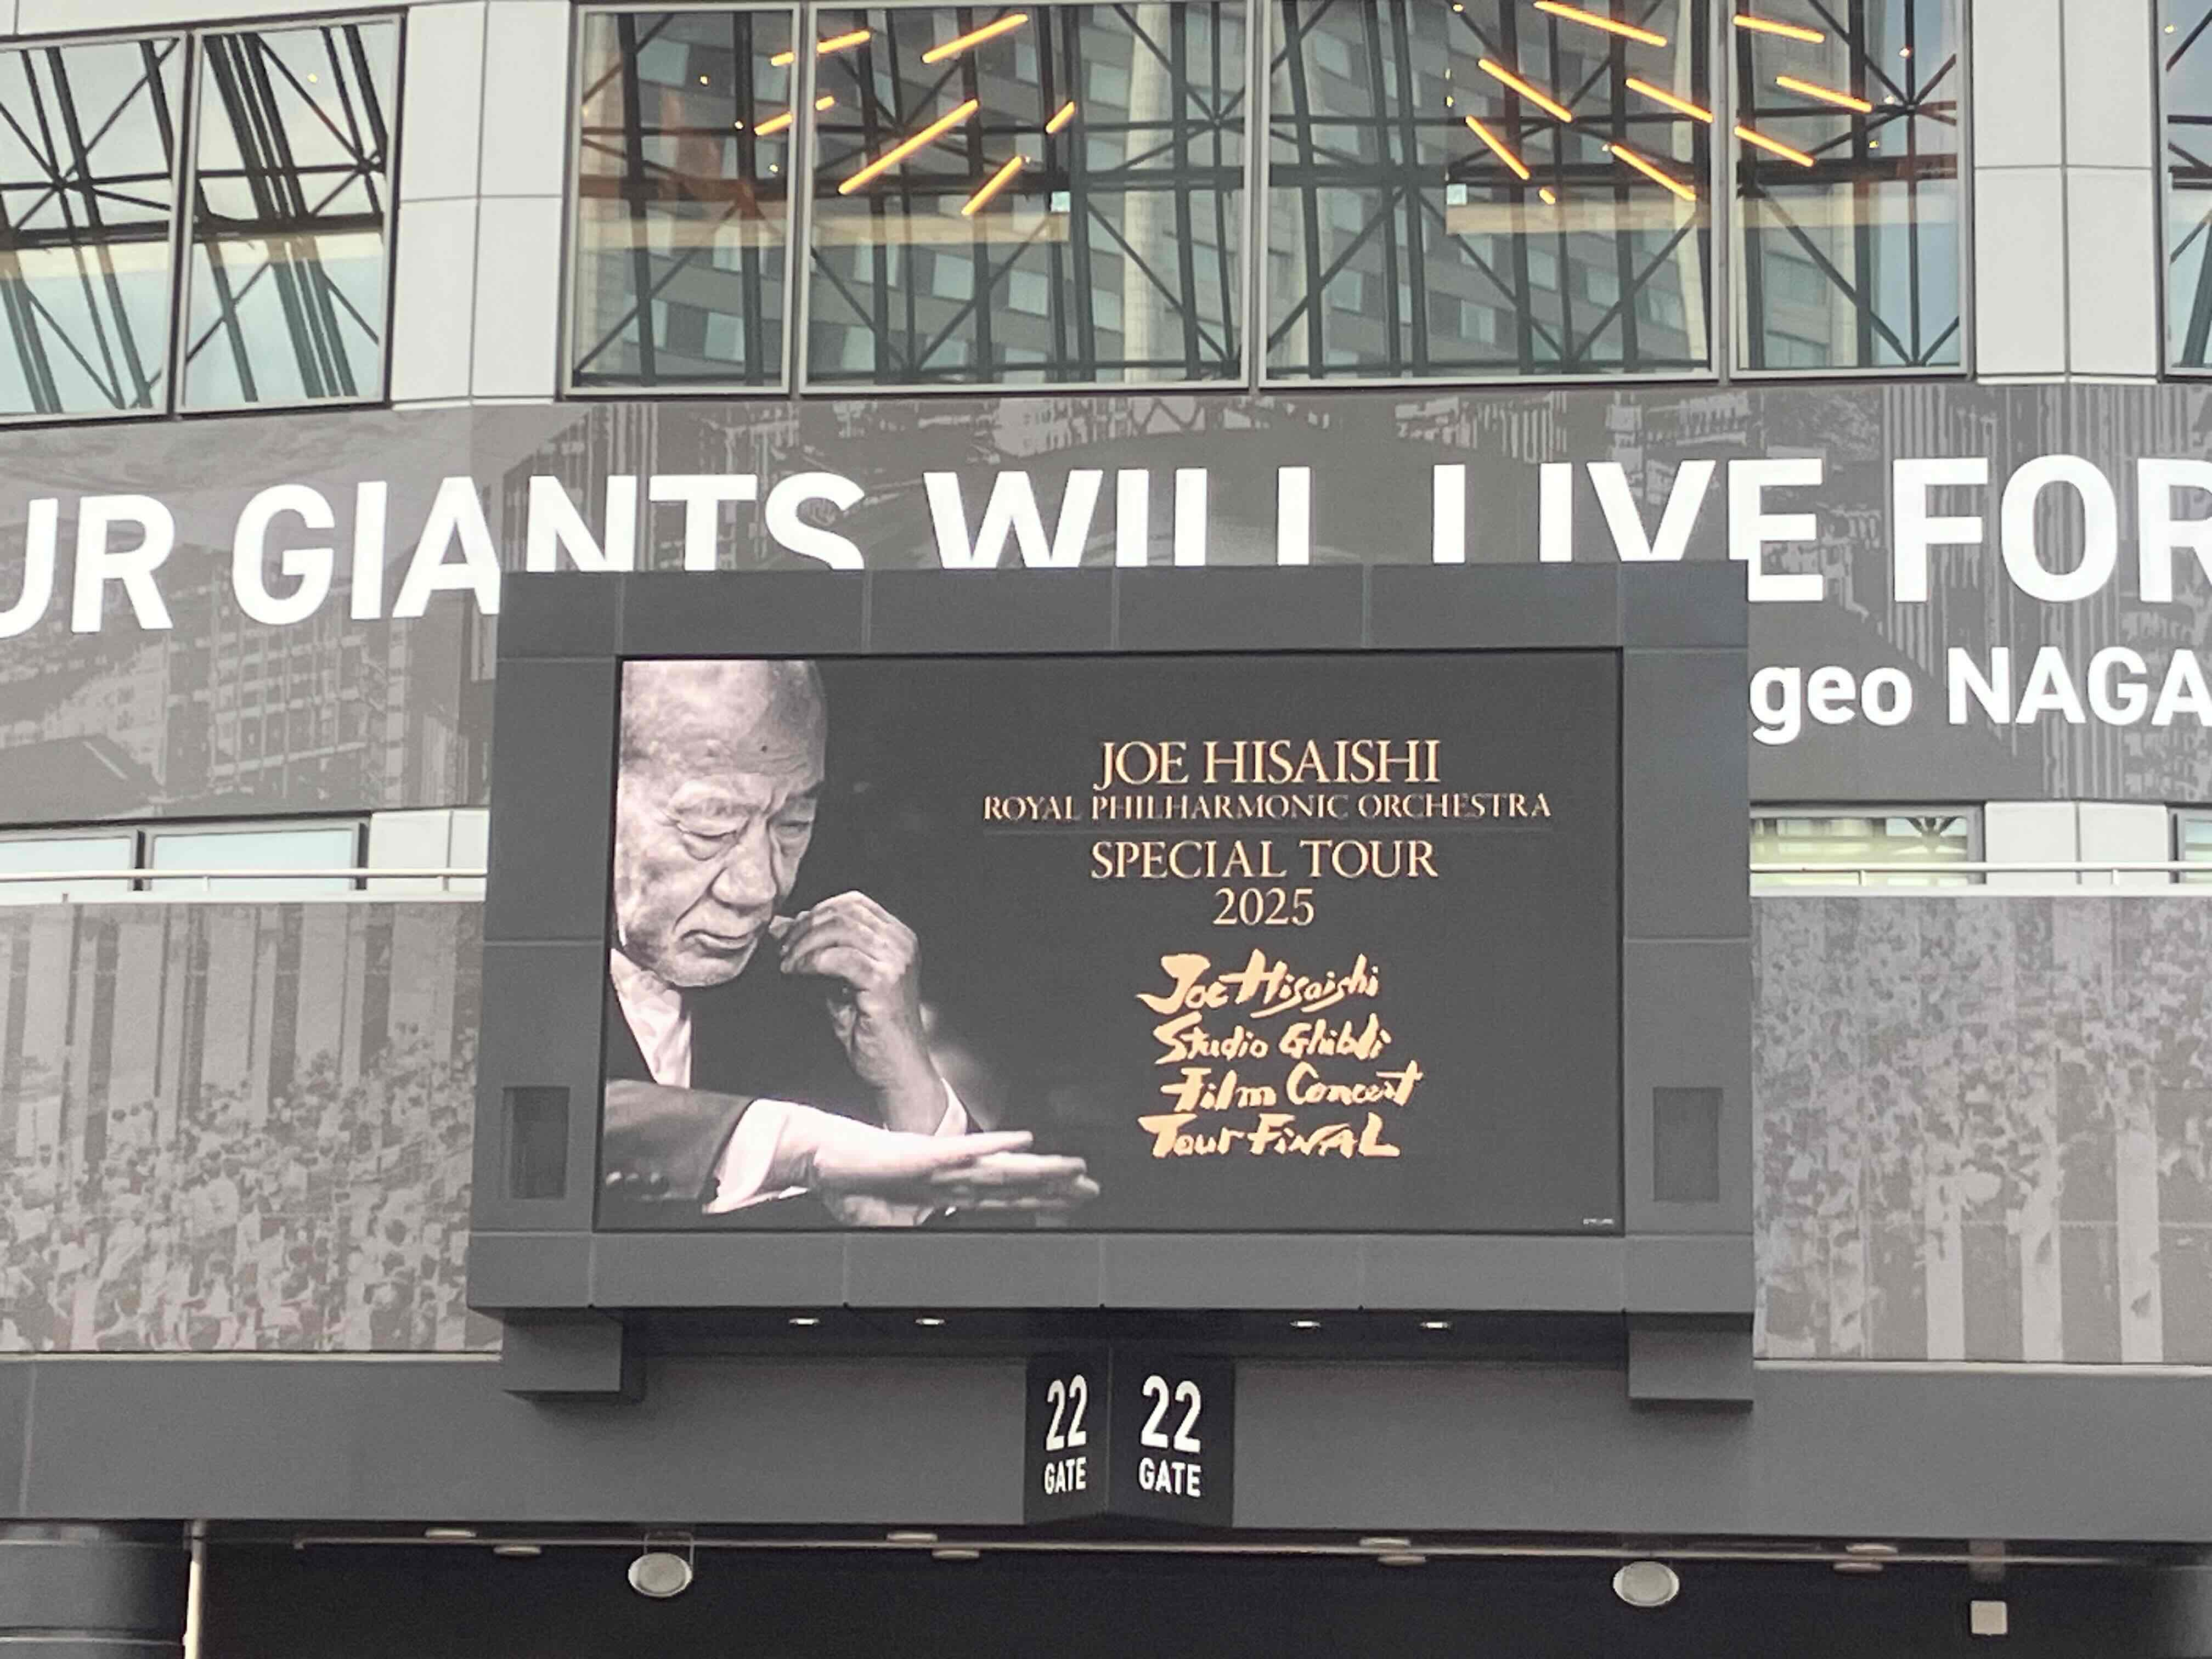 UR GIANTS WILL LIVE FOR
geo NAGA
JOE HISAISHI
ROYAL PHILHARMONIC ORCHESTRA
SPECIAL TOUR
2025
Joe Hisaishi
Studio Ghibli
Film Concert
Tour FiNAL
22 22
GATE GATE